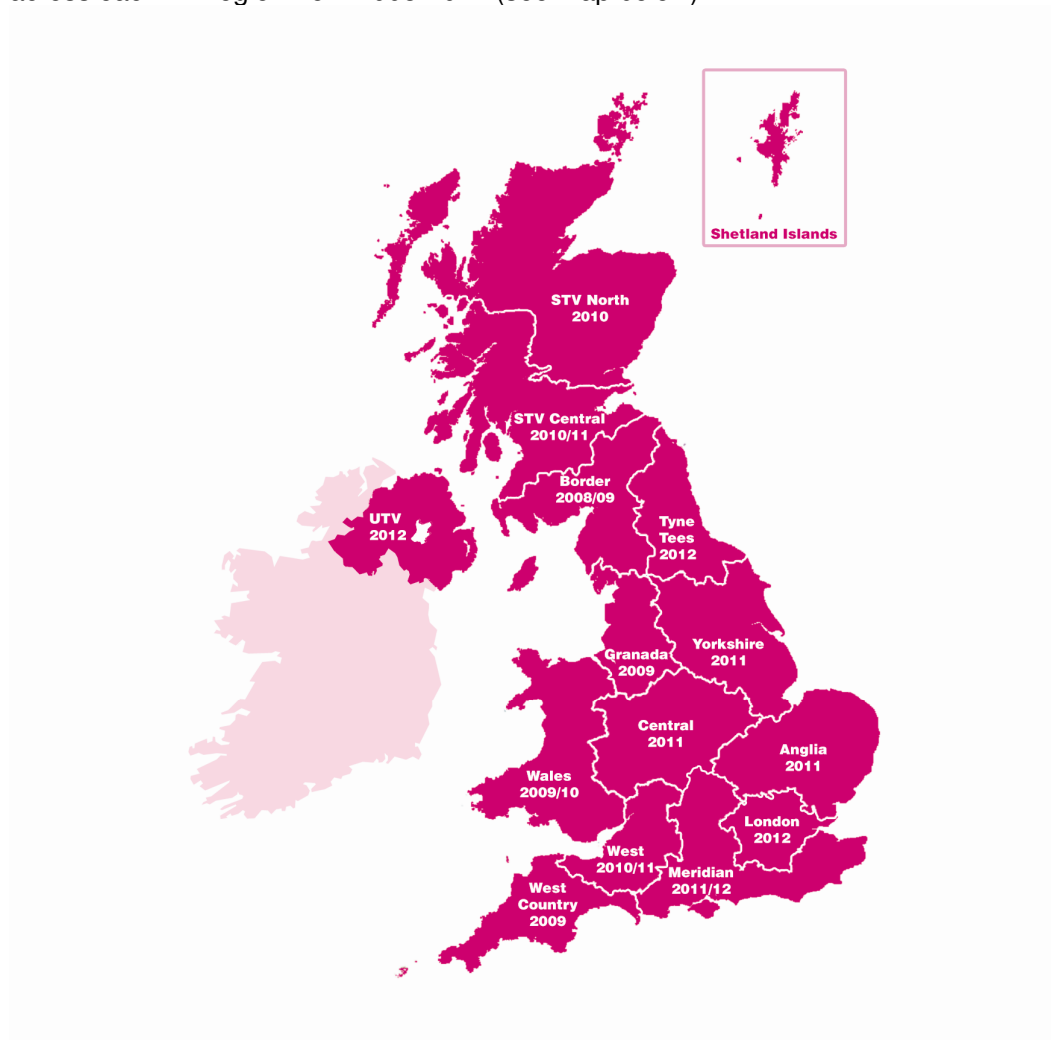 Shetland Islands
STV North
2010
STV Central
2010/11
Border
2008/09
UTV
2012
Tyne
Tees
2012
Yorkshire
2011
Granada
2009
Central
2011
Anglia
2011
Wales
2009/10
London
2012
West
2010/11
Meridian
2011/12
West
Country
2009